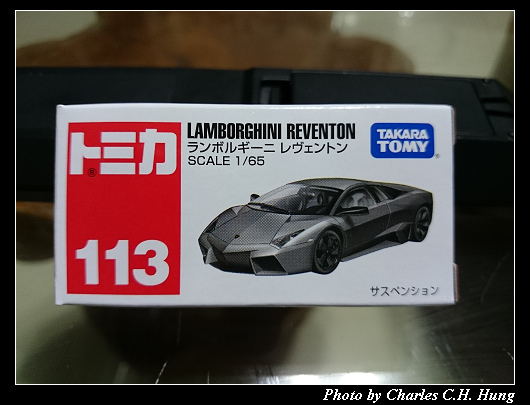 トミカ
®
113
LAMBORGHINI REVENTON
ランボルギーニ レヴェントン
SCALE 1/65
TAKARA
TOMY
®
サスペンション
Photo by Charles C.H. Hung